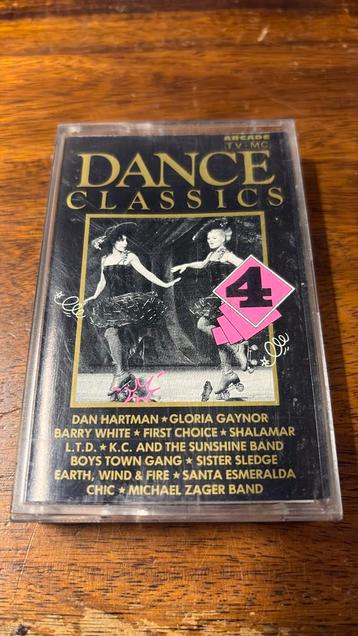 ARCADE
TV-MC
DANCE
CLASSICS
4
DAN HARTMAN ★ GLORIA GAYNOR
BARRY WHITE ★ FIRST CHOICE ★ SHALAMAR
L.T.D. ★ K.C. AND THE SUNSHINE BAND
BOYS TOWN GANG ★ SISTER SLEDGE
EARTH, WIND & FIRE ★ SANTA ESMERALDA
CHIC ★ MICHAEL ZAGER BAND